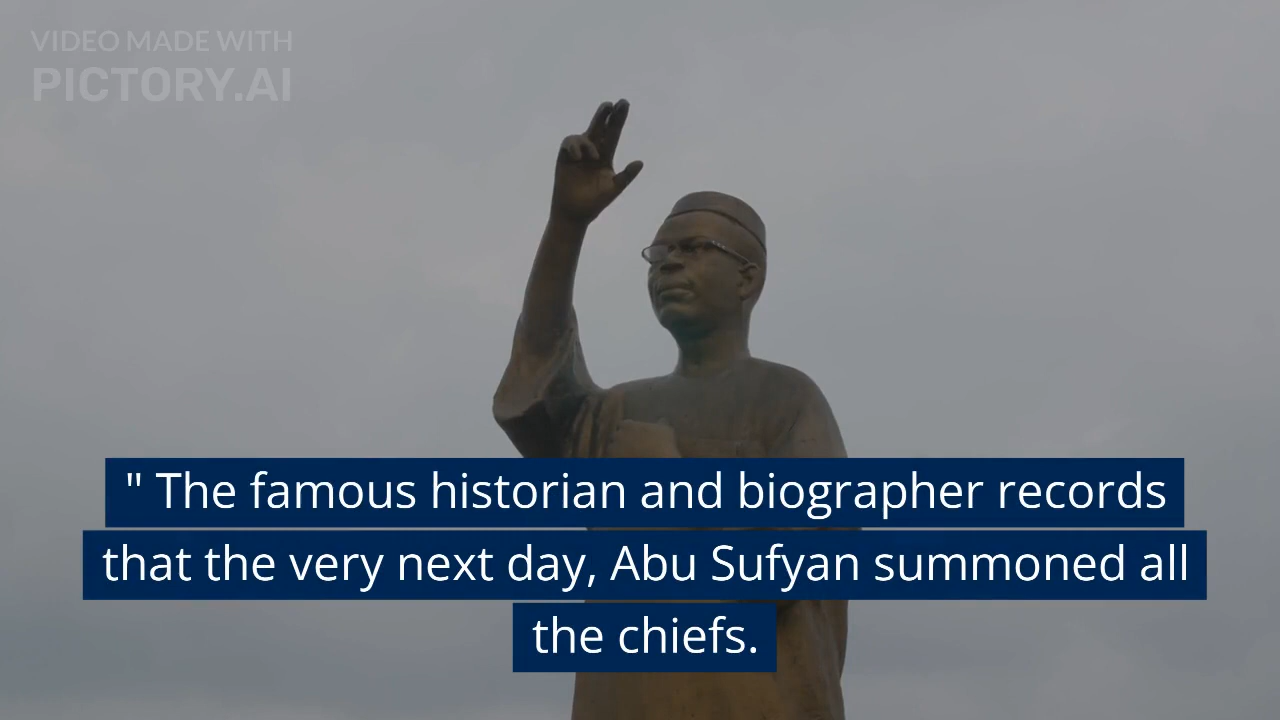 VIDEO MADE WITH
PICTORY.AI
" The famous historian and biographer records
that the very next day, Abu Sufyan summoned all
the chiefs.